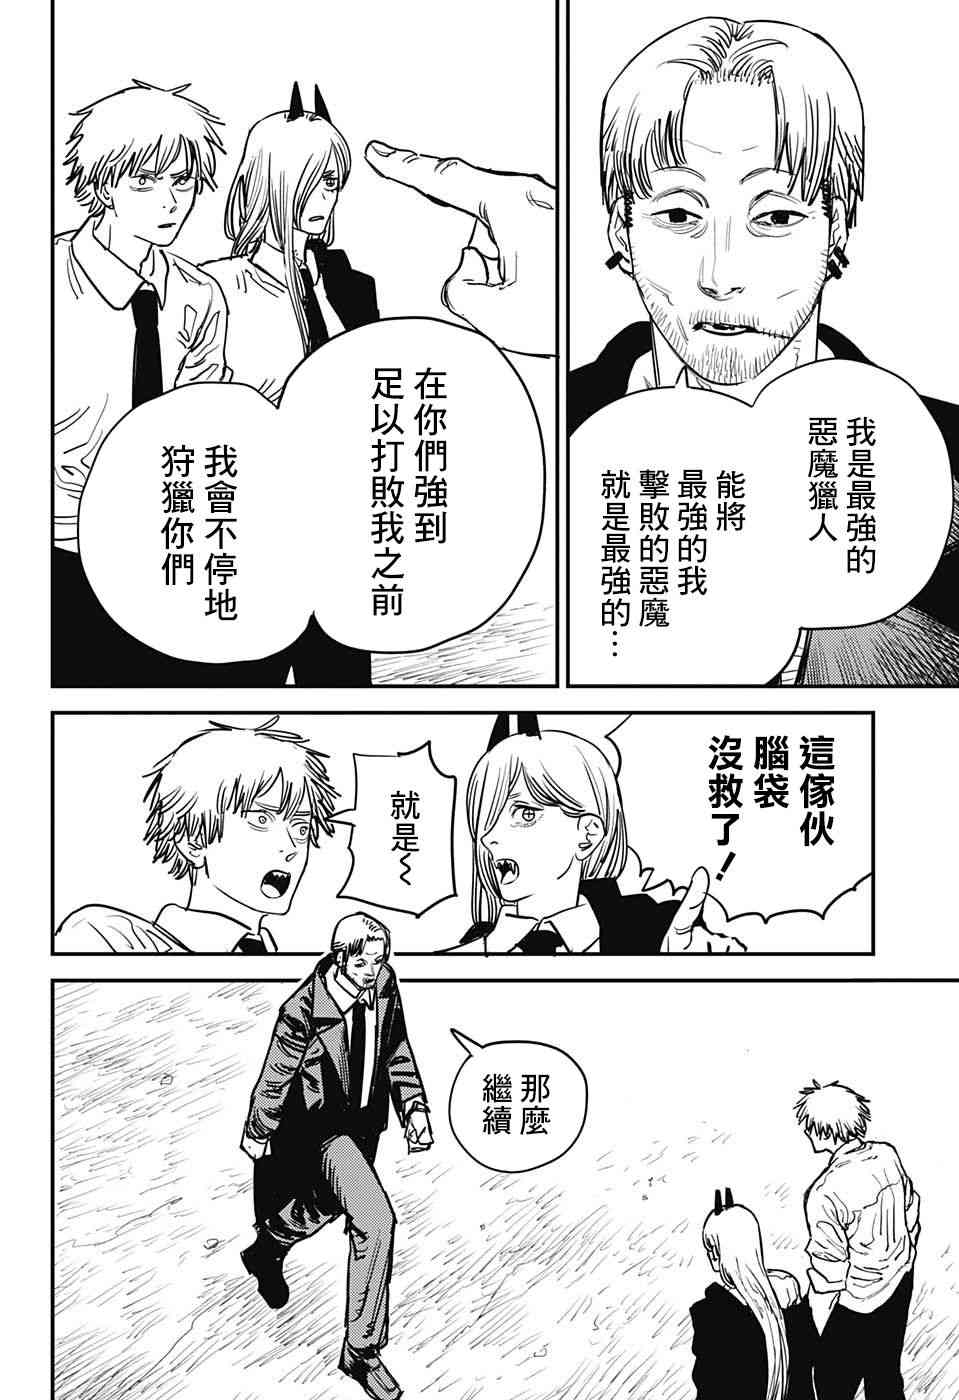 我是最強的
惡魔獵人
能將
最強的我
擊敗的惡魔
就是最強的…
在你們強到
足以打敗我之前
我會不停地
狩獵你們
這傢伙
腦袋
沒救了！
就是～
那麼
繼續